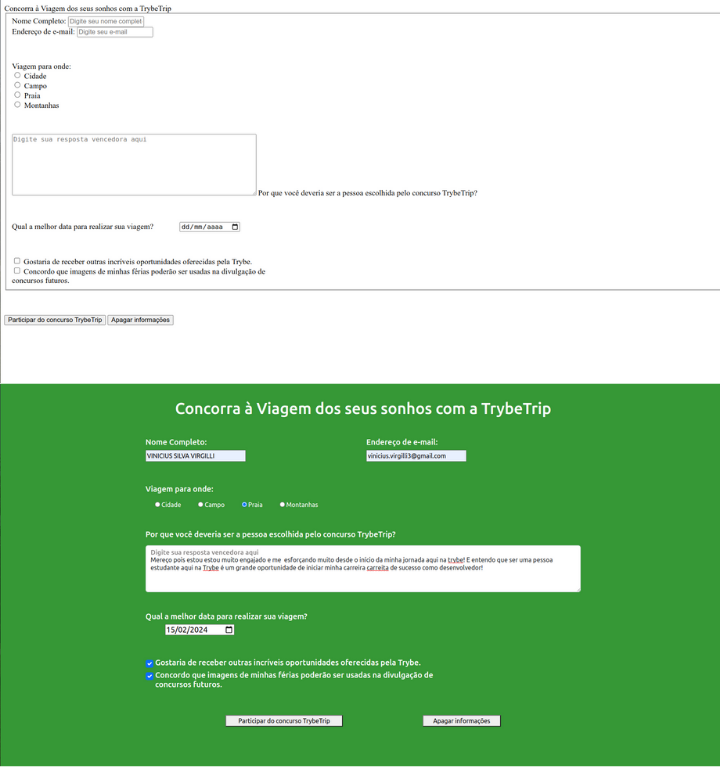 Concorra à Viagem dos seus sonhos com a TrybeTrip
Nome Completo: Digite seu nome complet
Endereço de e-mail: Digite seu e-mail
Viagem para onde:
Cidade
Campo
Praia
Montanhas
Digite sua resposta vencedora aqui
Por que você deveria ser a pessoa escolhida pelo concurso TrybeTrip?
Qual a melhor data para realizar sua viagem? dd/mm/aaaa
Gostaria de receber outras incríveis oportunidades oferecidas pela Trybe.
Concordo que imagens de minhas férias poderão ser usadas na divulgação de
concursos futuros.
Participar do concurso TrybeTrip Apagar informações
Concorra à Viagem dos seus sonhos com a TrybeTrip
Nome Completo: Endereço de e-mail:
VINICIUS SILVA VIRGILLI vinicius.virgilli3@gmail.com
Viagem para onde:
Cidade Campo Praia Montanhas
Por que você deveria ser a pessoa escolhida pelo concurso TrybeTrip?
Digite sua resposta vencedora aqui
Mereço pois estou estou muito engajado e me esforçando muito desde o início da minha jornada aqui na trybe! E entendo que ser uma pessoa
estudante aqui na Trybe é um grande oportunidade de iniciar minha carreira carreita de sucesso como desenvolvedor!
Qual a melhor data para realizar sua viagem?
15/02/2024
Gostaria de receber outras incríveis oportunidades oferecidas pela Trybe.
Concordo que imagens de minhas férias poderão ser usadas na divulgação de
concursos futuros.
Participar do concurso TrybeTrip Apagar informações